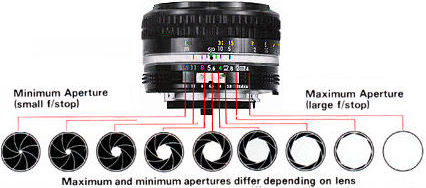 Minimum Aperture
(small f/stop)
Maximum Aperture
(large f/stop)
Maximum and minimum apertures differ depending on lens